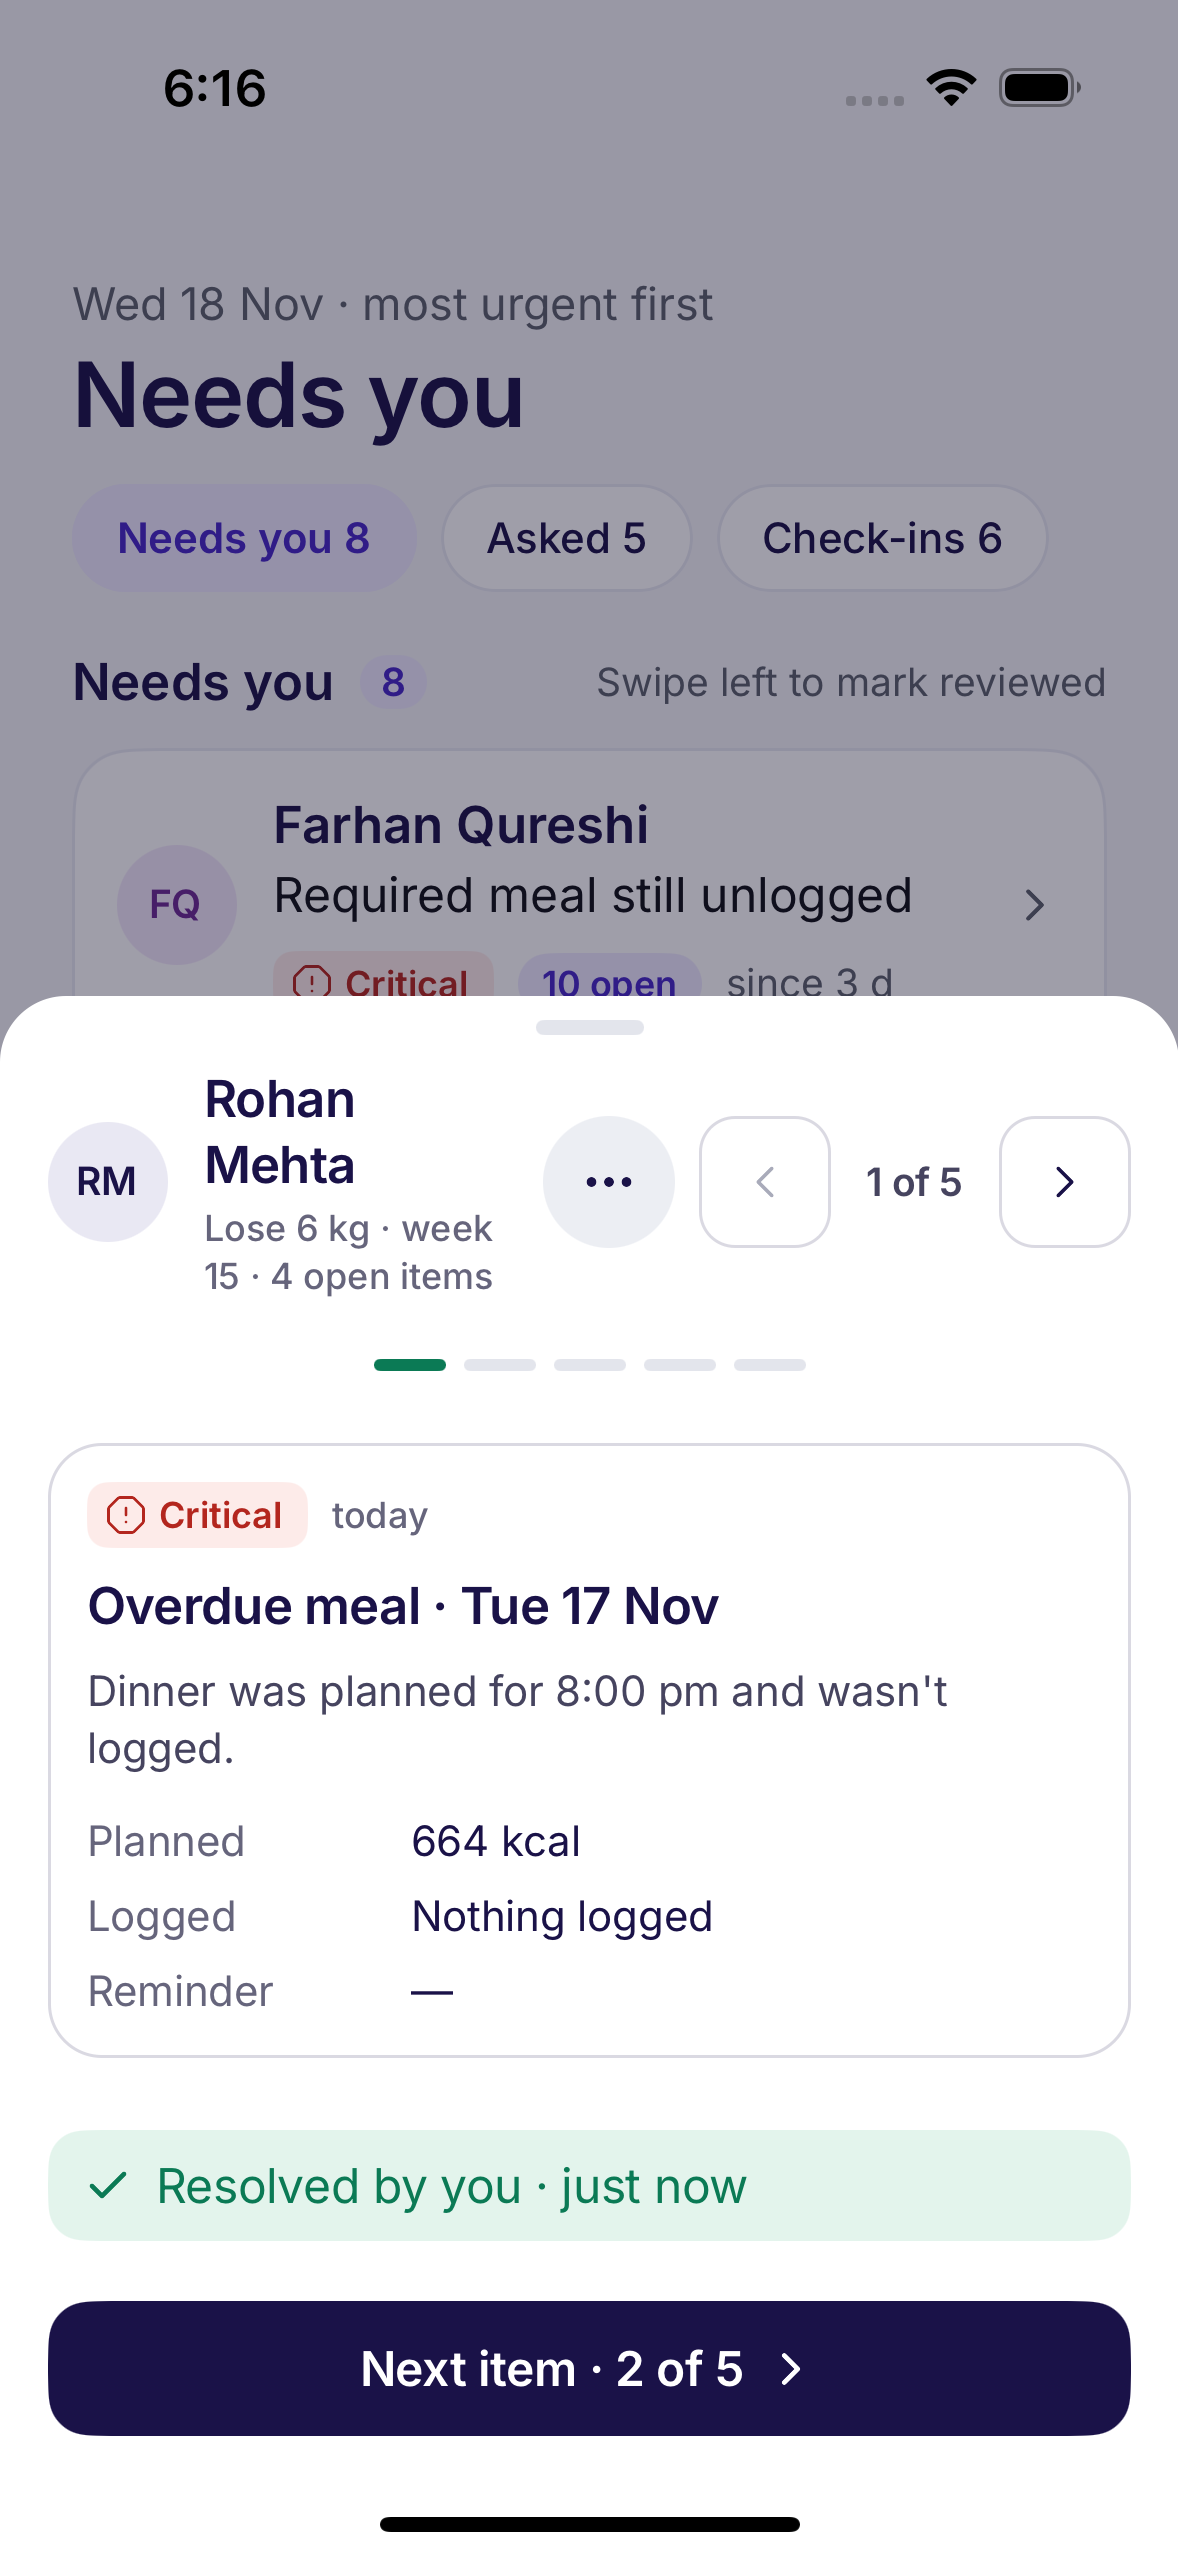 6:16
Wed 18 Nov · most urgent first
Needs you
Needs you 8
Asked 5
Check-ins 6
Needs you 8
Swipe left to mark reviewed
FQ
Farhan Qureshi
Required meal still unlogged
Critical
10 open
since 3 d
RM
Rohan
Mehta
Lose 6 kg · week
15 · 4 open items
1 of 5
Critical
today
Overdue meal · Tue 17 Nov
Dinner was planned for 8:00 pm and wasn't
logged.
Planned 664 kcal
Logged Nothing logged
Reminder —
Resolved by you · just now
Next item · 2 of 5